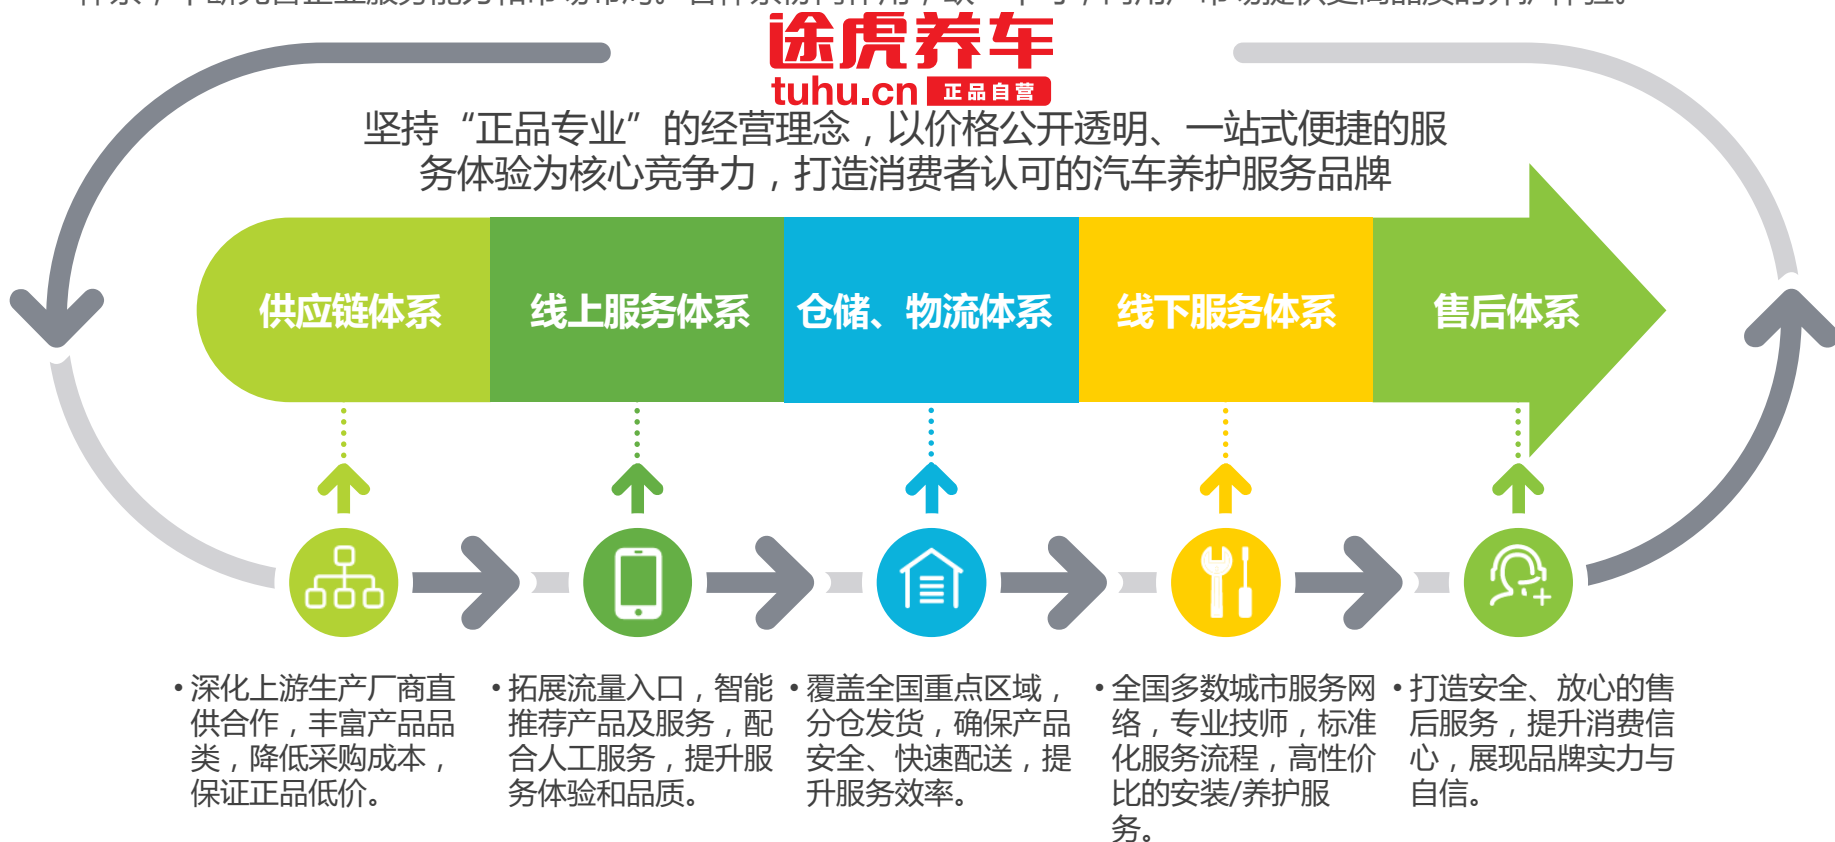 途虎养车
tuhu.cn 正品自营
坚持“正品专业”的经营理念，以价格公开透明、一站式便捷的服
务体验为核心竞争力，打造消费者认可的汽车养护服务品牌
供应链体系
线上服务体系
仓储、物流体系
线下服务体系
售后体系
•深化上游生产厂商直
供合作，丰富产品品
类，降低采购成本，
保证正品低价。
•拓展流量入口，智能
推荐产品及服务，配
合人工服务，提升服
务体验和品质。
•覆盖全国重点区域，
分仓发货，确保产品
安全、快速配送，提
升服务效率。
•全国多数城市服务网
络，专业技师，标准
化服务流程，高性价
比的安装/养护服
务。
•打造安全、放心的售
后服务，提升消费信
心，展现品牌实力与
自信。